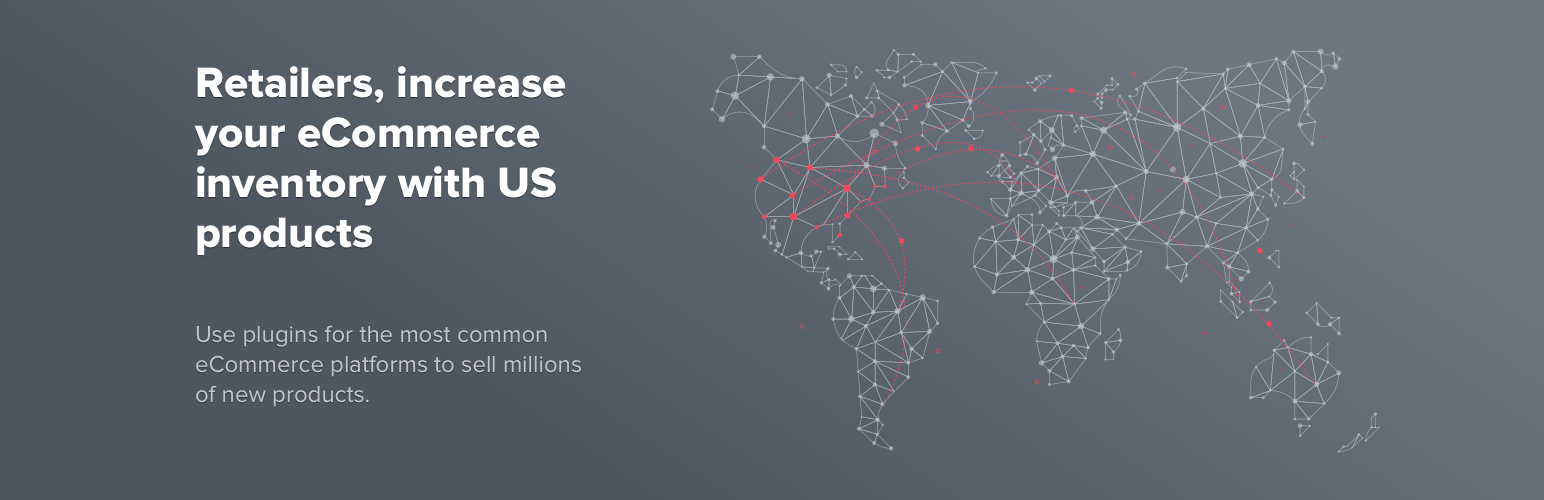 Retailers, increase
your eCommerce
inventory with US
products
Use plugins for the most common
eCommerce platforms to sell millions
of new products.